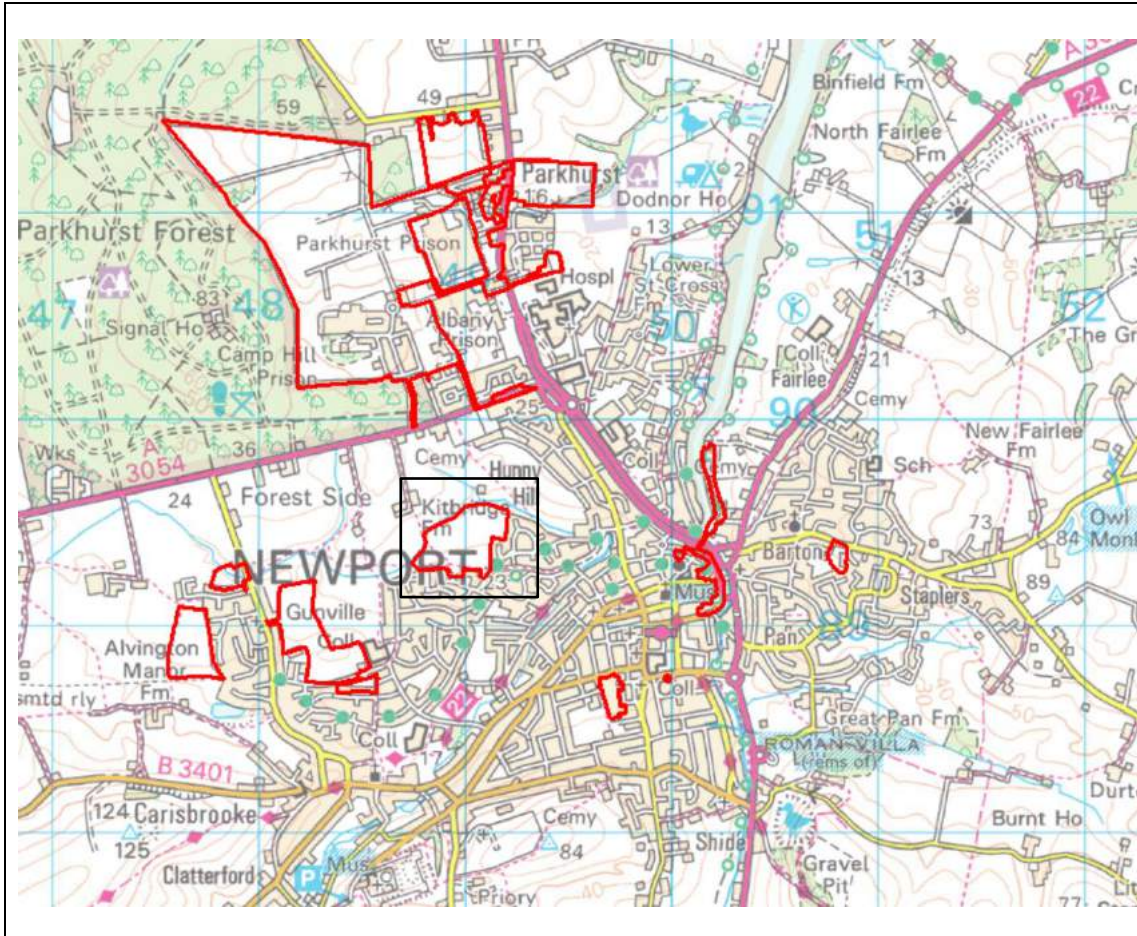 PH
A 30
22
Binfield Fm
59
49
North Fairlee
Fm
Parkhurst
16
Dodnor Ho
2
91
51
Parkhurst Forest
Parkhurst Prison
13
13
47
83
48
Signal Ho
Hospl
Lower
St Cross
Fm
52
The Gr
Albany
Prison
Camp Hill
Prison
Coll
Fairlee
21
90
Cemy
25
Wks
A
3054
36
Cemy
Coll
New Fairlee
Fm
Sch
24
Forest Side
Hunny
Hill
Kitbridge
Fm
73
84
Owl
NEWPORT
23
Barton
Mus
89
Staplers
Gunville
Coll
Pan
89
Alvington
Manor
Fm
smtd rly
22
Coll
Great Pan Fm
Coll
17
ROMAN VILLA
(rems of)
B 3401
124
Carisbrooke
125
Cemy
84
Burnt Ho
Shide
Clatterford
P
Mus
Priory
Gravel
Pit
77